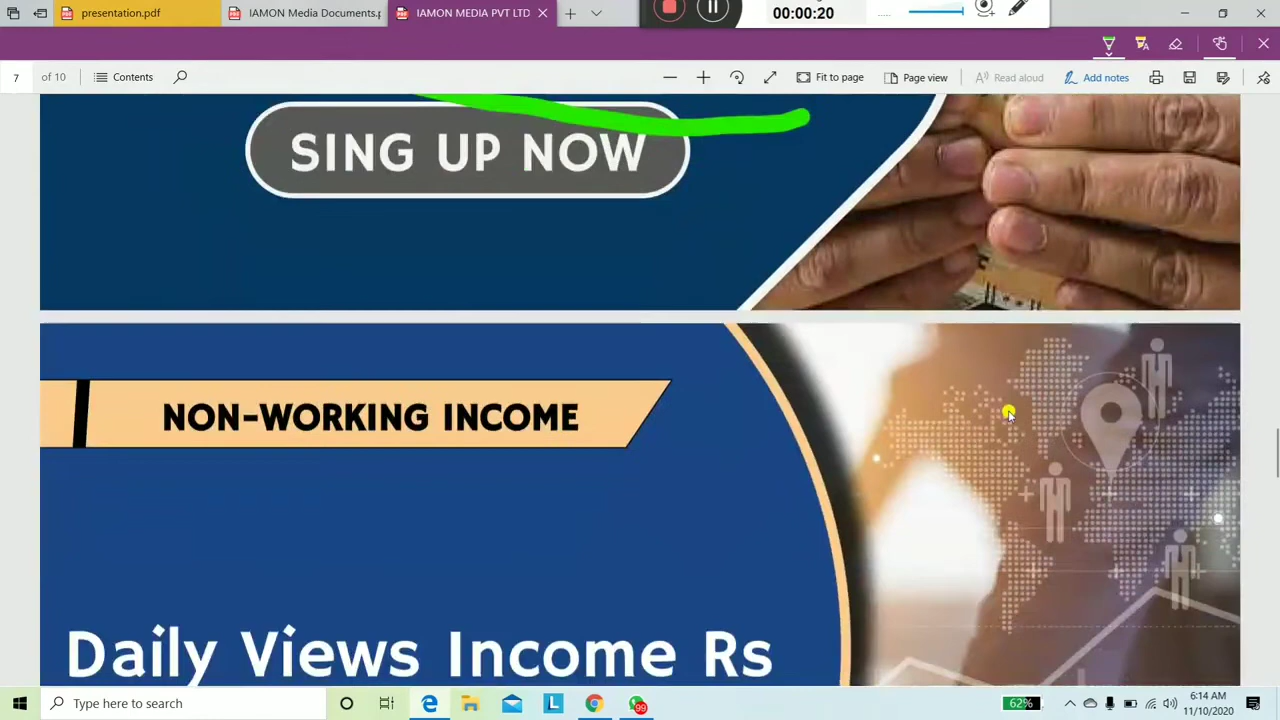 presentation.pdf
IAMON Media Documents.p
IAMON MEDIA PVT LTD
00:00:20
7 of 10
Contents
Fit to page
Page view
Read aloud
Add notes
SING UP NOW
NON-WORKING INCOME
Daily Views Income Rs
Type here to search
99
62%
6:14 AM
11/10/2020